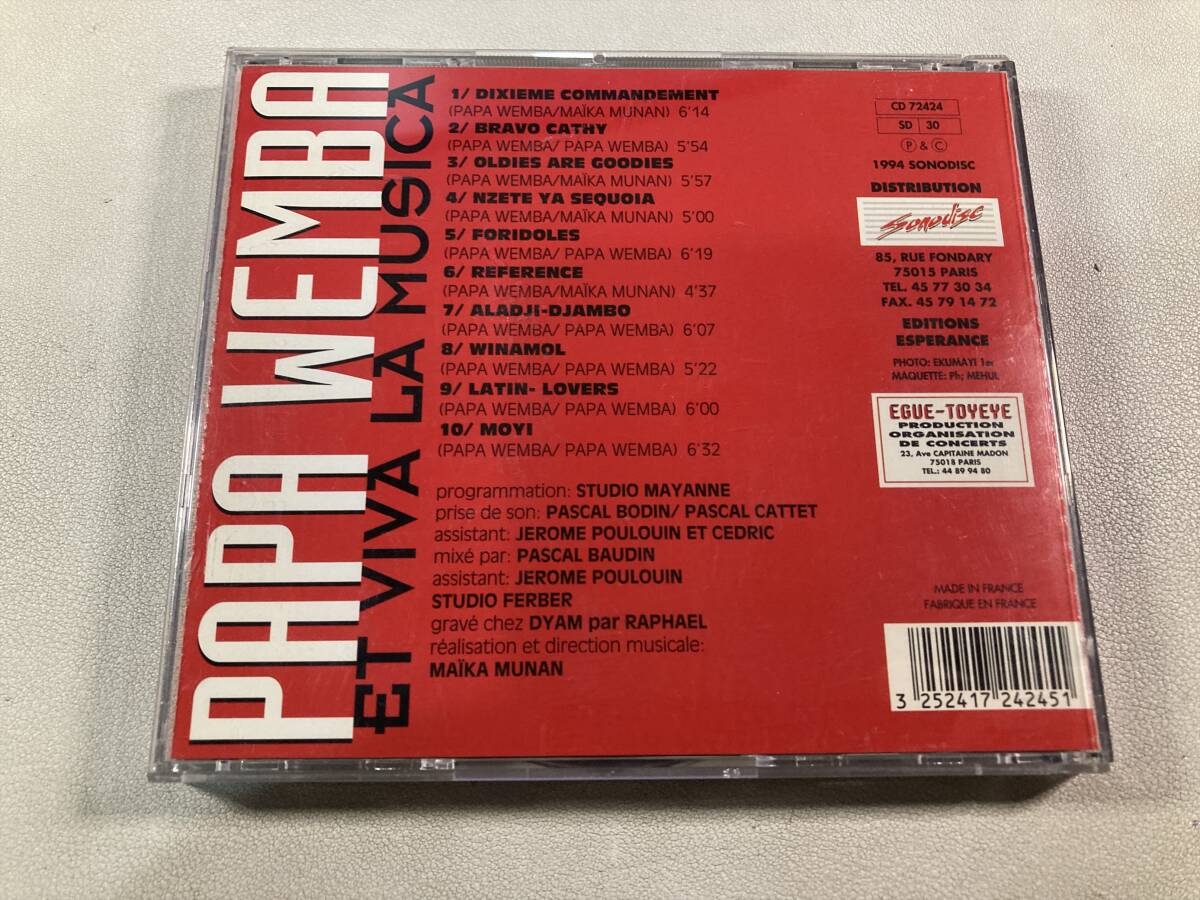 PAPA WEMBA
ET VIVA LA MUSICA
1/ DIXIEME COMMANDEMENT
(PAPA WEMBA/MAÏKA MUNAN) 6'14
2/ BRAVO CATHY
(PAPA WEMBA/ PAPA WEMBA) 5'54
3/ OLDIES ARE GOODIES
(PAPA WEMBA/MAÏKA MUNAN) 5'57
4/ NZETE YA SEQUOIA
(PAPA WEMBA/MAÏKA MUNAN) 5'00
5/ FORIDOLES
(PAPA WEMBA/ PAPA WEMBA) 6'19
6/ REFERENCE
(PAPA WEMBA/MAÏKA MUNAN) 4'37
7/ ALADJI-DJAMBO
(PAPA WEMBA/ PAPA WEMBA) 6'07
8/ WINAMOL
(PAPA WEMBA/ PAPA WEMBA) 5'22
9/ LATIN- LOVERS
(PAPA WEMBA/ PAPA WEMBA) 6'00
10/ MOYI
(PAPA WEMBA/ PAPA WEMBA) 6'32
programmation: STUDIO MAYANNE
prise de son: PASCAL BODIN/ PASCAL CATTET
assistant: JEROME POULOUIN ET CEDRIC
mixé par: PASCAL BAUDIN
assistant: JEROME POULOUIN
STUDIO FERBER
gravé chez DYAM par RAPHAEL
réalisation et direction musicale:
MAÏKA MUNAN
CD 72424
SD 30
Ⓟ & Ⓒ
1994 SONODISC
DISTRIBUTION
Sonodisc
85, RUE FONDARY
75015 PARIS
TEL. 45 77 30 34
FAX. 45 79 14 72
EDITIONS
ESPERANCE
PHOTO: EKUMAYI 1er
MAQUETTE: Ph; MEHUL
EGUE-TOYEYE
PRODUCTION
ORGANISATION
DE CONCERTS
23, Ave CAPITAINE MADON
75018 PARIS
TEL.: 44 89 94 80
MADE IN FRANCE
FABRIQUE EN FRANCE
3 252417 242451